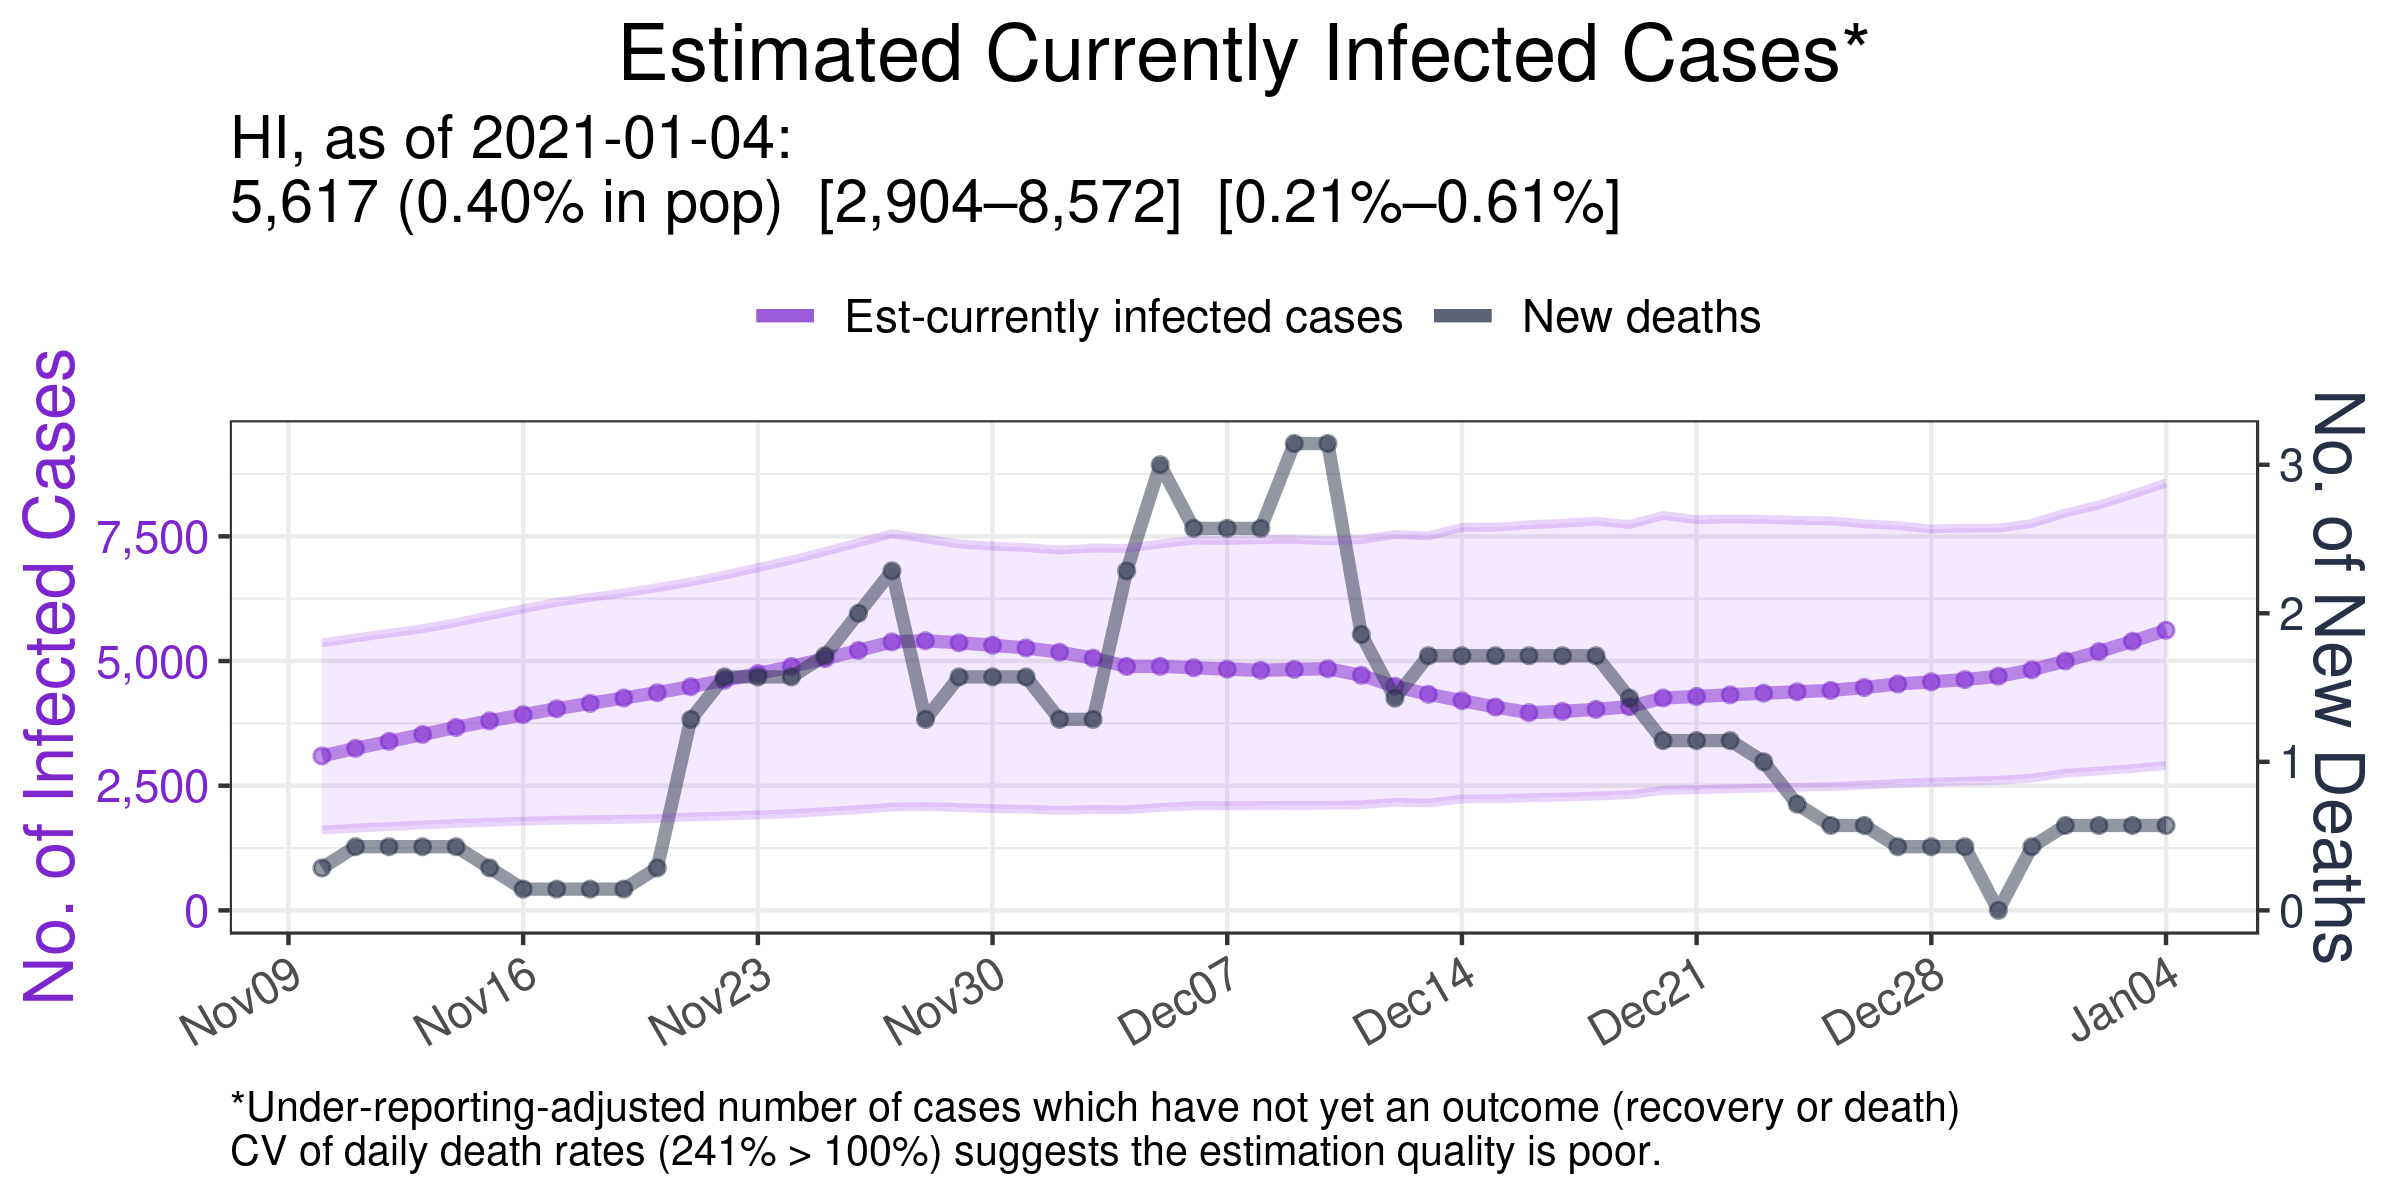 Estimated Currently Infected Cases*
HI, as of 2021-01-04:
5,617 (0.40% in pop)  [2,904–8,572]  [0.21%–0.61%]
Est-currently infected cases
New deaths
No. of Infected Cases
7,500
5,000
2,500
0
3
2
1
0
No. of New Deaths
Nov09
Nov16
Nov23
Nov30
Dec07
Dec14
Dec21
Dec28
Jan04
*Under-reporting-adjusted number of cases which have not yet an outcome (recovery or death)
CV of daily death rates (241% > 100%) suggests the estimation quality is poor.